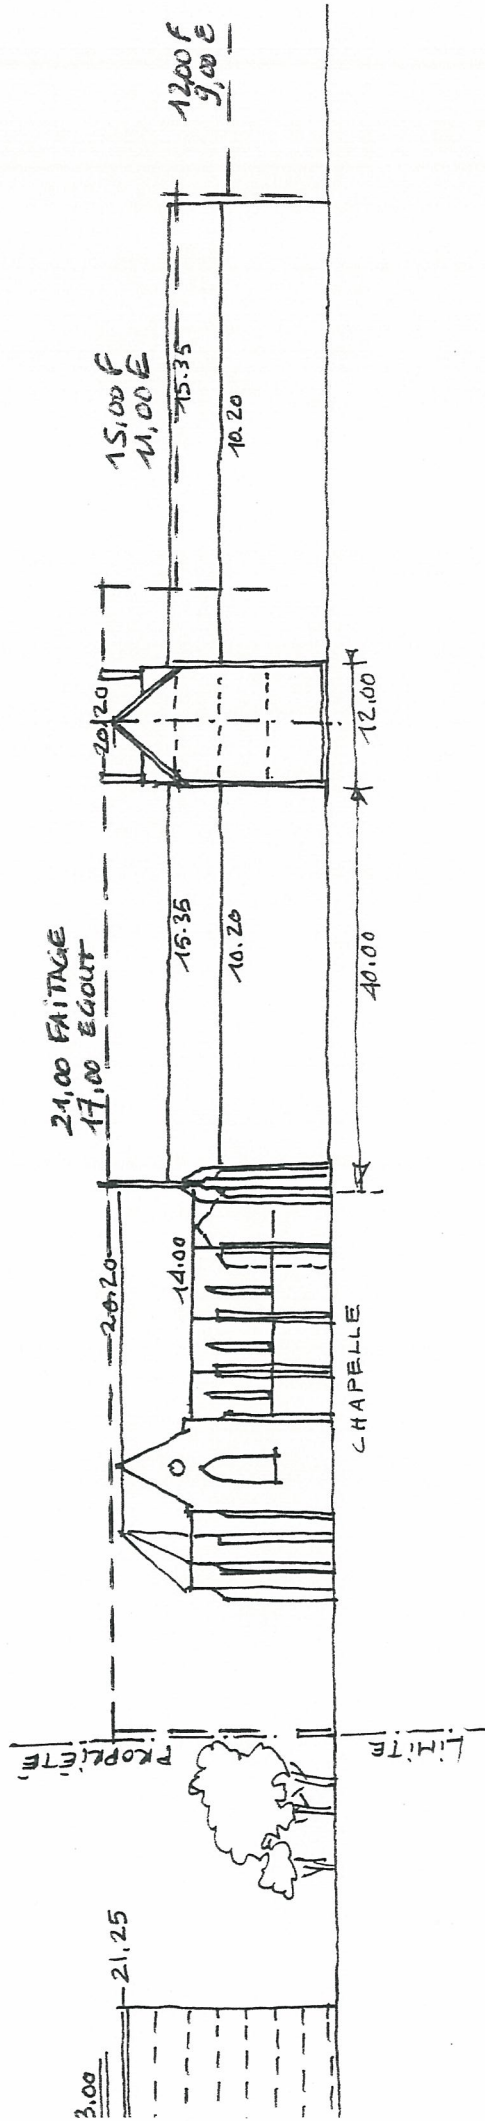 3.00
21.25
PROPRIÉTÉ
LIMITE
21,00 FAÎTAGE
17,00 EGOUT
20.20
14.00
CHAPELLE
15.35
10.20
40.00
20.20
12.00
15,00 F
11,00 E
15.35
10.20
12,00 F
9,00 E